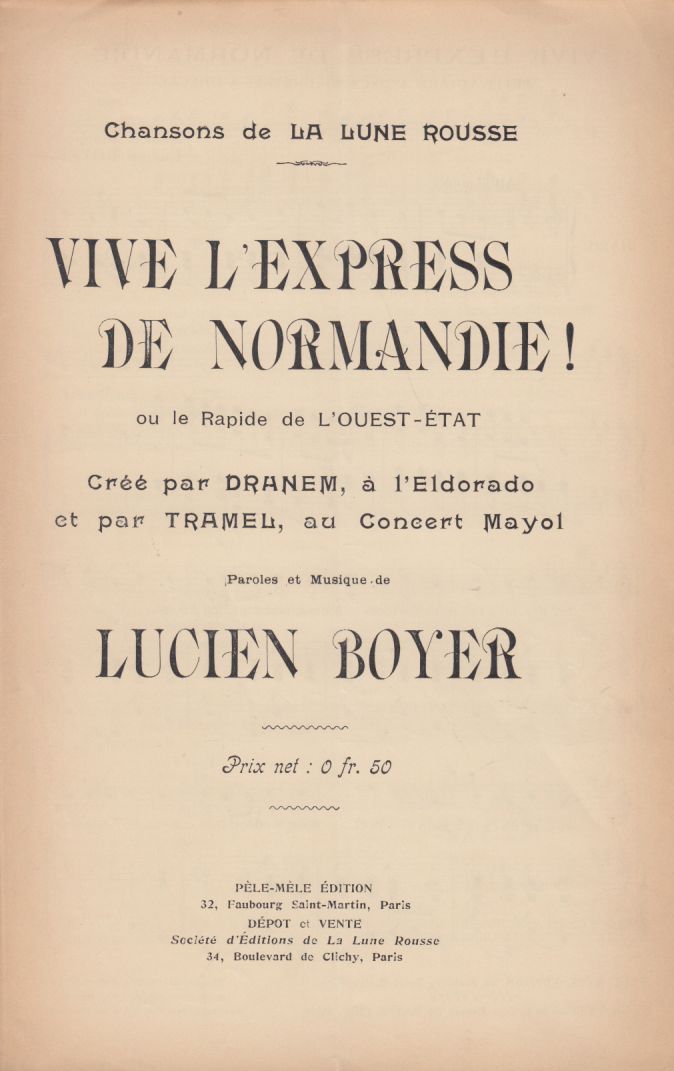 Chansons de LA LUNE ROUSSE
VIVE L'EXPRESS
DE NORMANDIE !
ou le Rapide de L'OUEST-ÉTAT
Créé par DRANEM, à l'Eldorado
et par TRAMEL, au Concert Mayol
Paroles et Musique de
LUCIEN BOYER
Prix net : 0 fr. 50
PÈLE-MÈLE ÉDITION
32, Faubourg Saint-Martin, Paris
DÉPOT et VENTE
Société d'Éditions de La Lune Rousse
34, Boulevard de Clichy, Paris